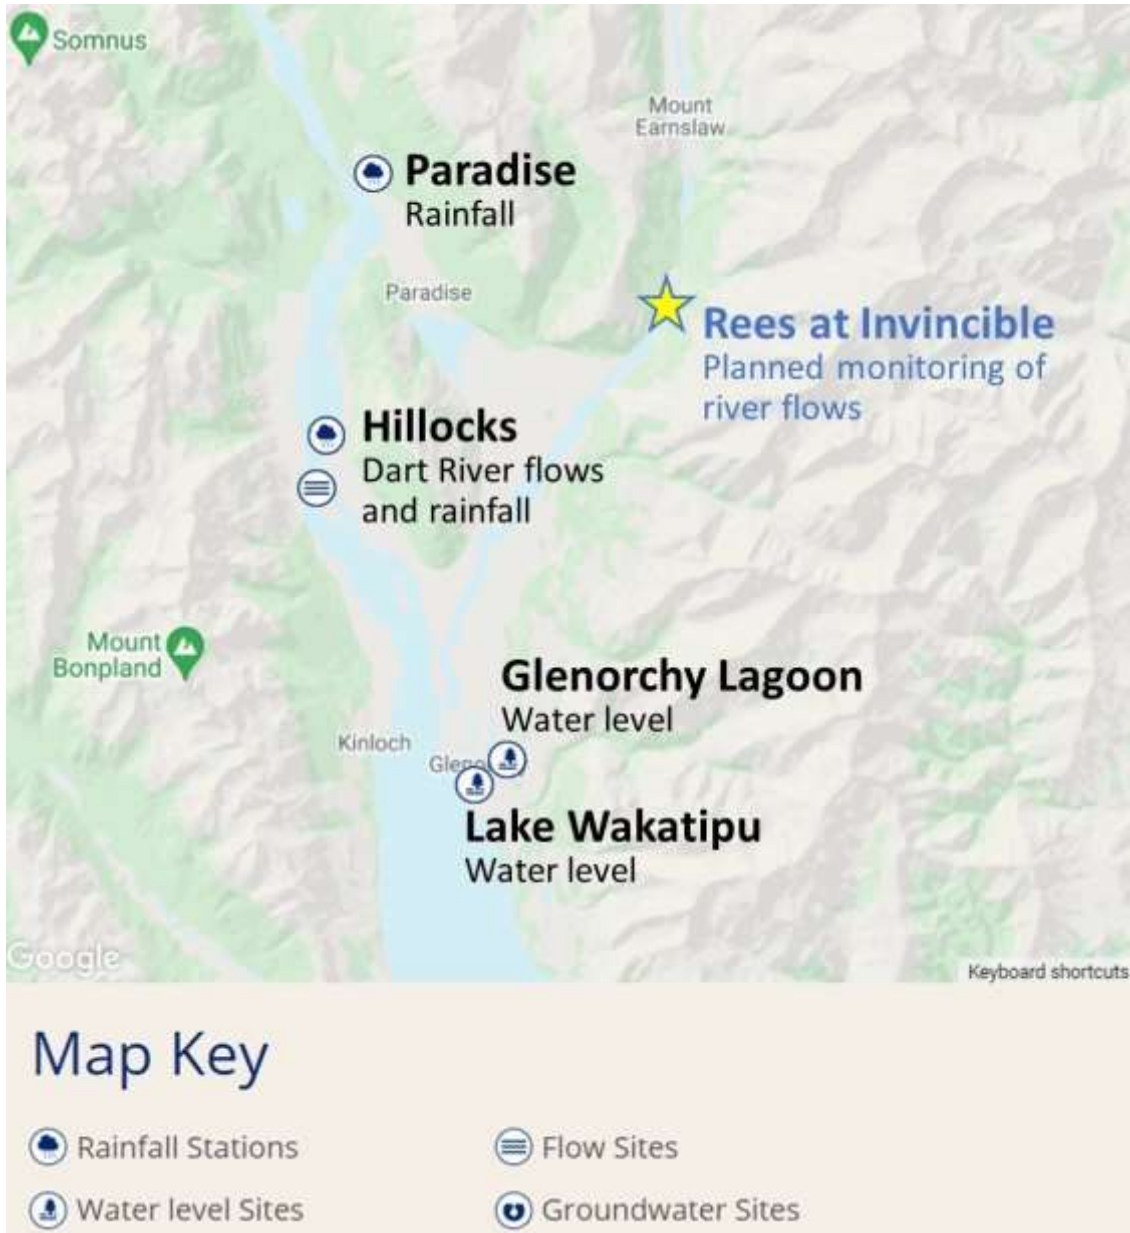 Somnus
Mount
Earnslaw
Paradise
Rainfall
Paradise
Rees at Invincible
Planned monitoring of
river flows
Hillocks
Dart River flows
and rainfall
Mount
Bonpland
Glenorchy Lagoon
Water level
Kinloch
Lake Wakatipu
Water level
Google
Keyboard shortcuts
Map Key
Rainfall Stations
Flow Sites
Water level Sites
Groundwater Sites